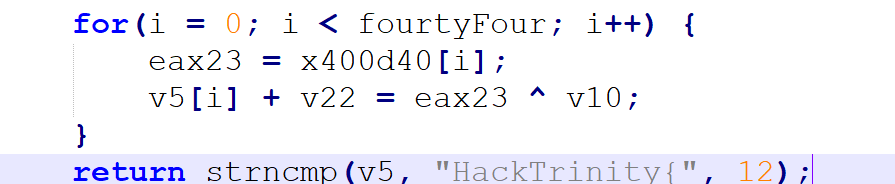 for(i = 0; i < fourtyFour; i++) {
eax23 = x400d40[i];
v5[i] + v22 = eax23 ^ v10;
}
return strncmp(v5, "HackTrinity{", 12);